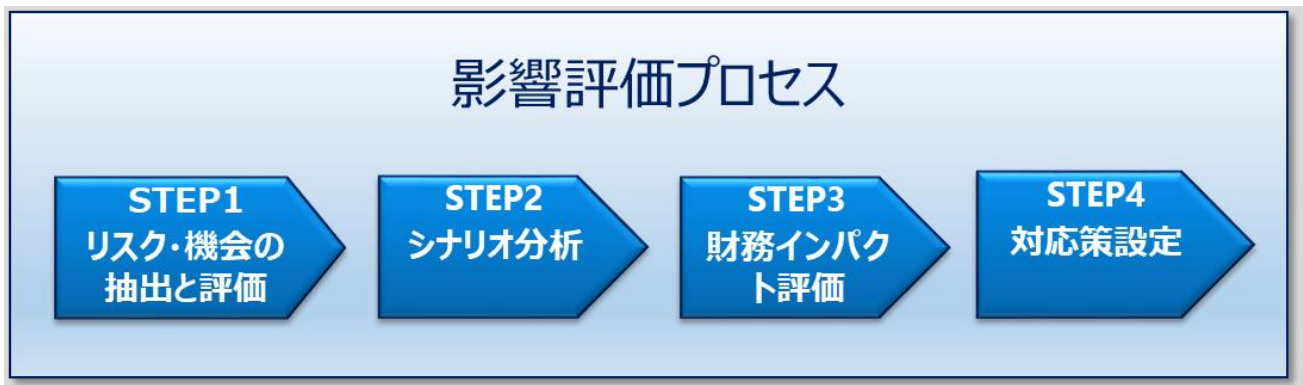 影響評価プロセス
STEP1
リスク・機会の
抽出と評価
STEP2
シナリオ分析
STEP3
財務インパク
ト評価
STEP4
対応策設定